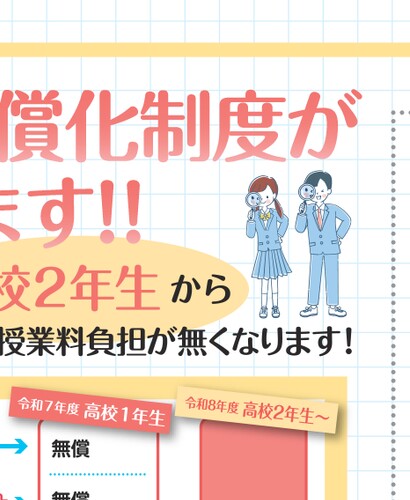 償化制度が
ます!!
校2年生から
授業料負担が無くなります!
令和7年度 高校1年生
令和8年度 高校2年生〜
無償
無償